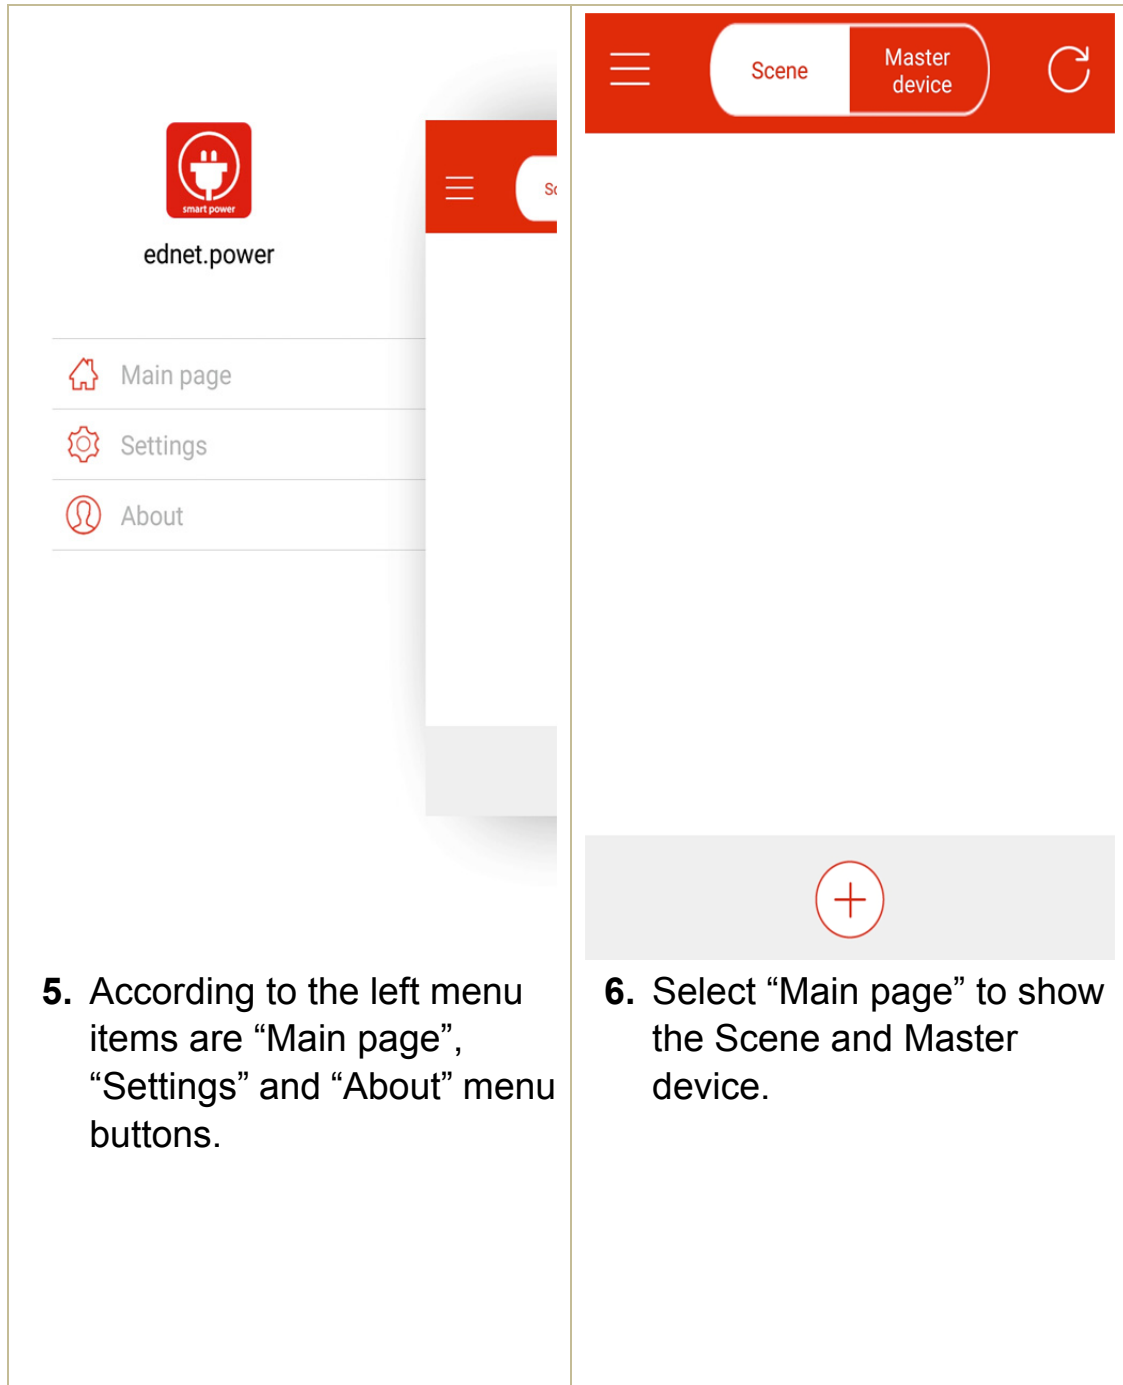 smart power
ednet.power
Main page
Settings
About
Sc
5. According to the left menu
items are “Main page”,
“Settings” and “About” menu
buttons.
Scene
Master
device
6. Select “Main page” to show
the Scene and Master
device.